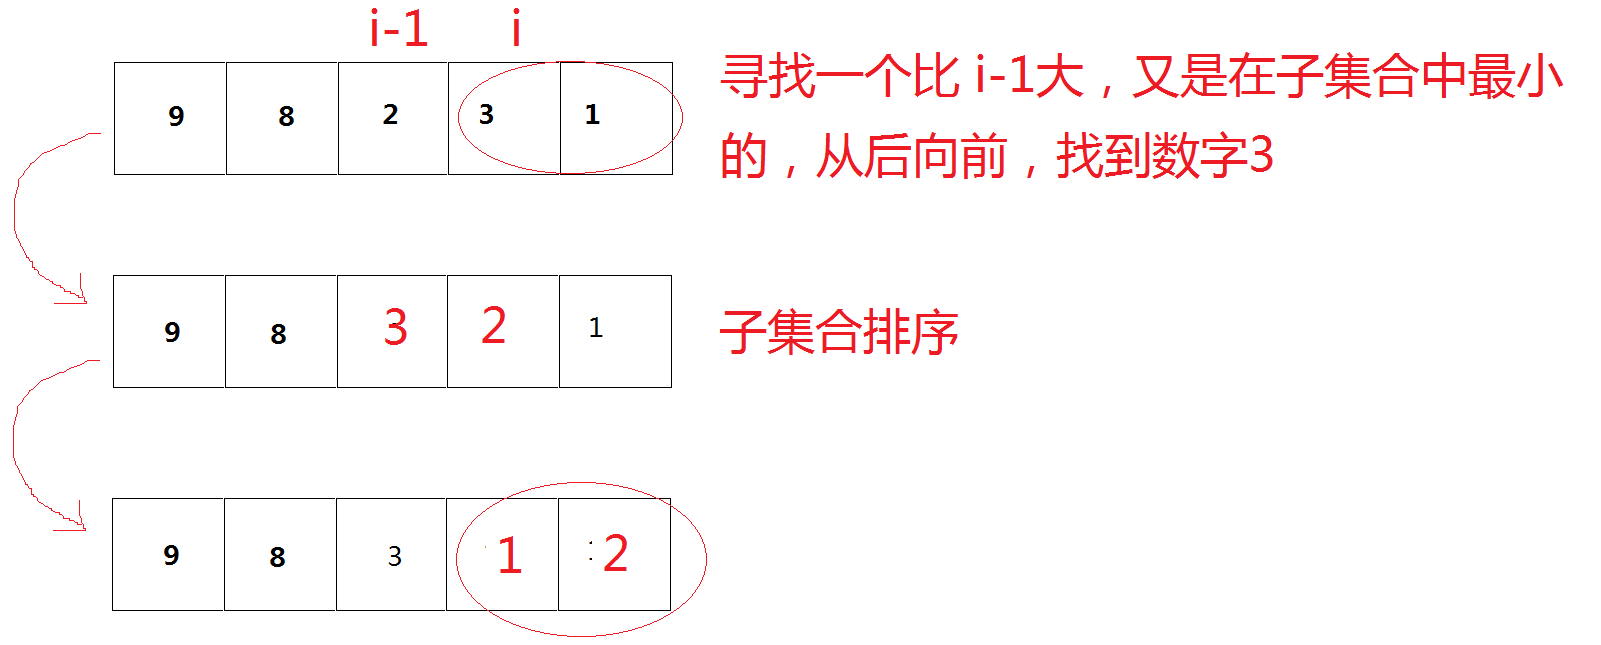 i-1 i
9 8 2 3 1
寻找一个比 i-1大，又是在子集合中最小
的，从后向前，找到数字3
9 8 3 2 1
子集合排序
9 8 3 1 2